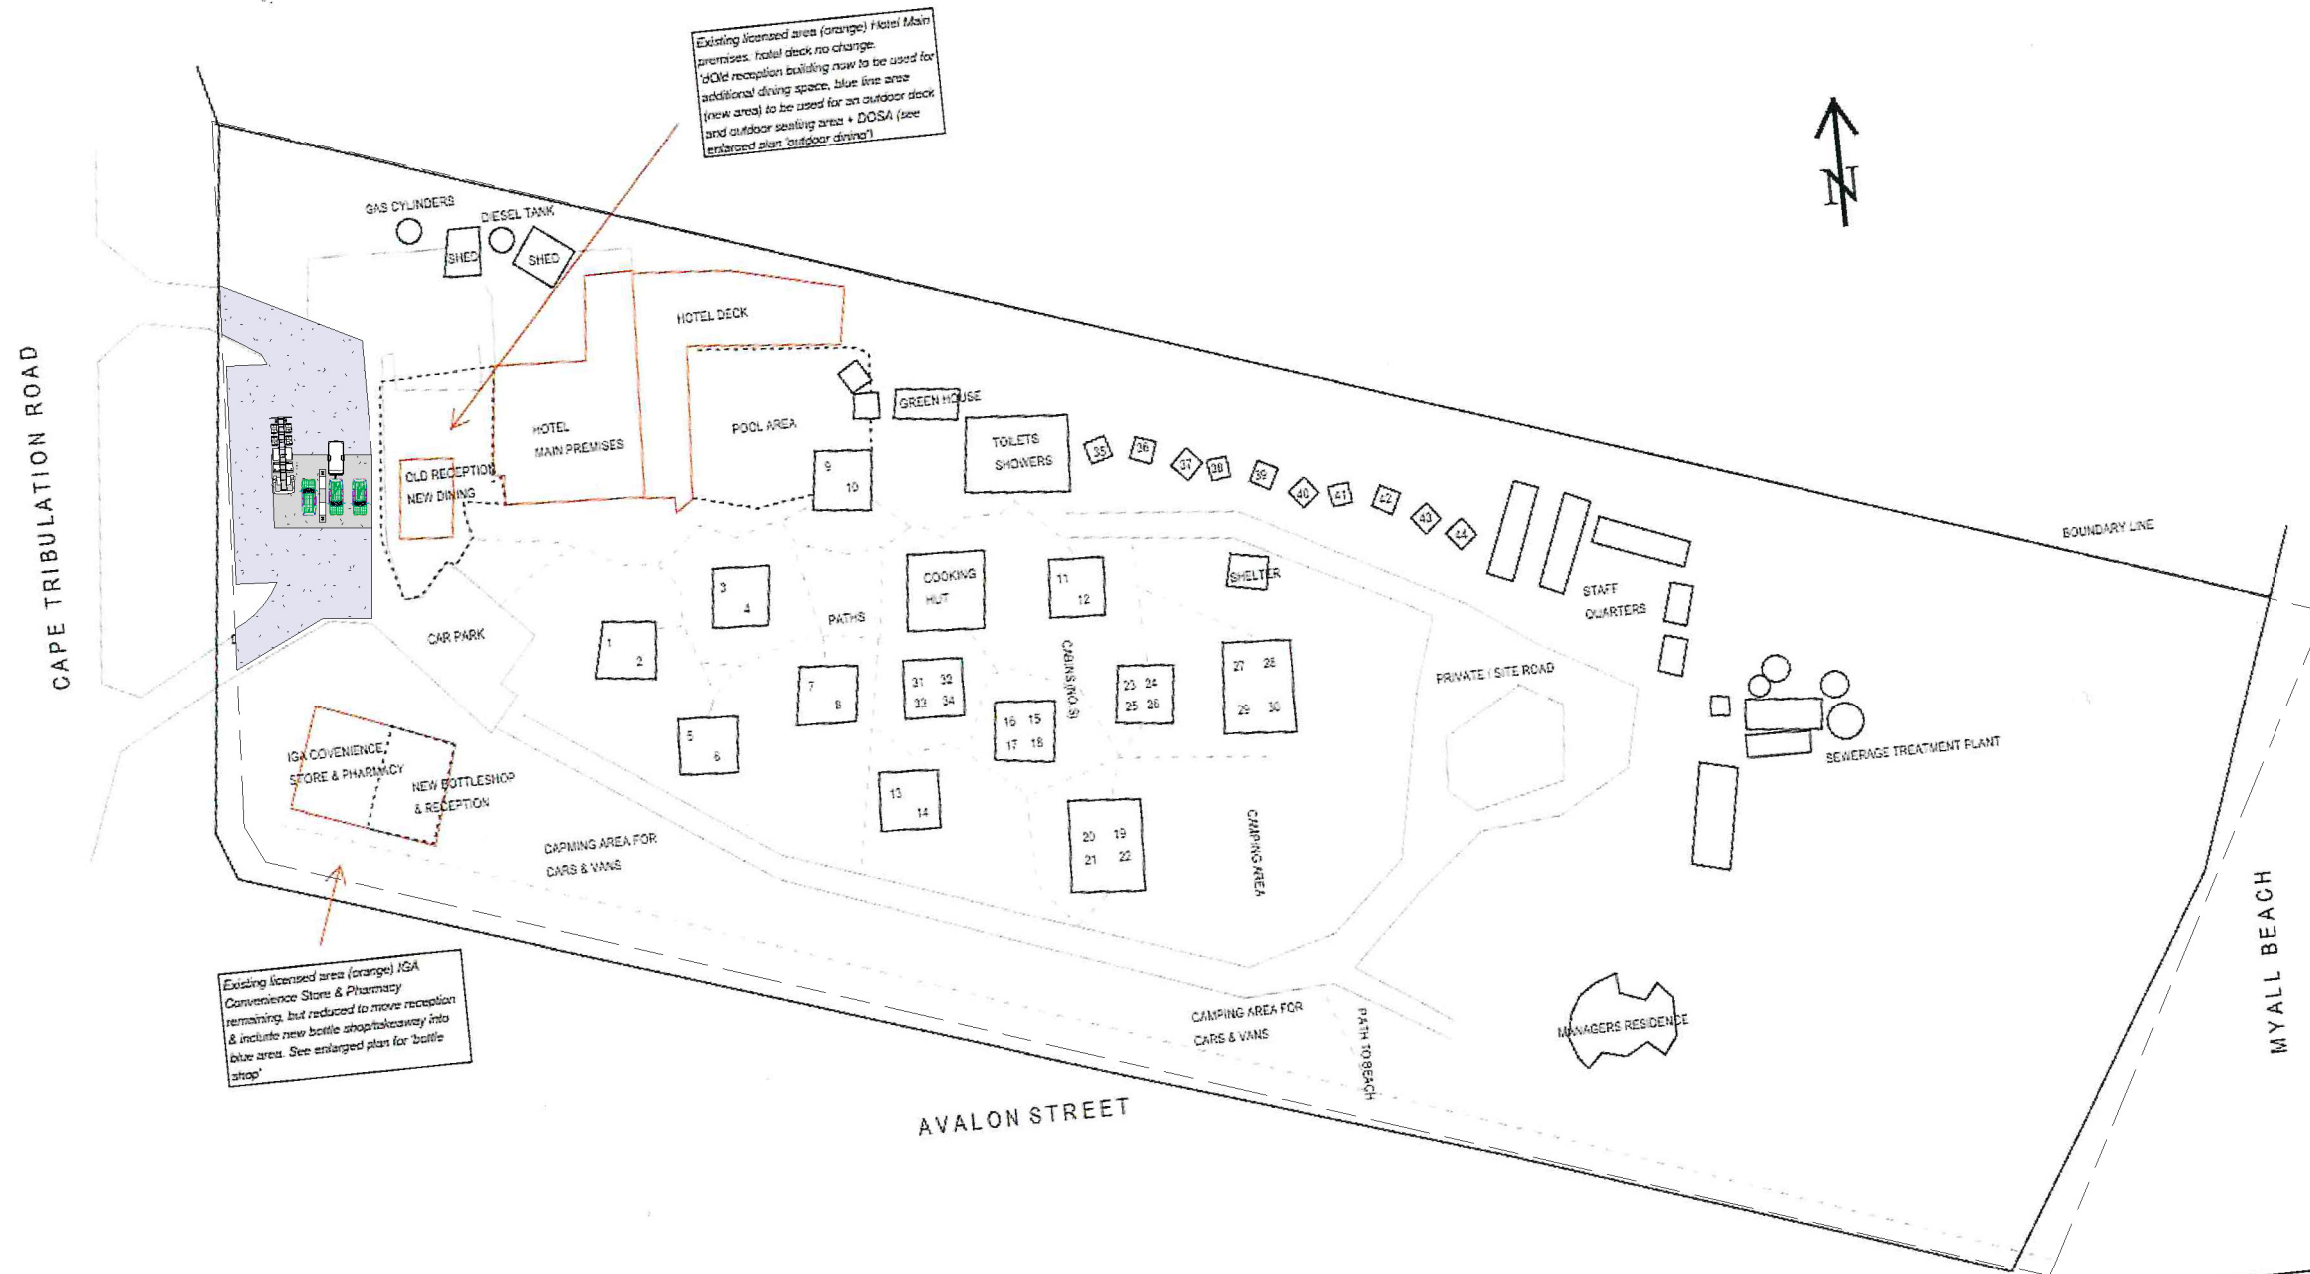 Existing licensed area (orange) Hotel Main
premises, hotel deck no change.
'dOld reception building now to be used for
additional dining space, blue line area
(new area) to be used for an outdoor deck
and outdoor seating area + DOSA (see
enlarged plan 'outdoor dining')
N
GAS CYLINDERS
DIESEL TANK
SHED
SHED
HOTEL DECK
CAPE TRIBULATION ROAD
HOTEL
MAIN PREMISES
POOL AREA
GREEN HOUSE
TOILETS
SHOWERS
OLD RECEPTION
NEW DINING
9
10
35
36
37
38
39
40
41
42
43
44
BOUNDARY LINE
STAFF
QUARTERS
SHELTER
COOKING
HUT
11
12
3
4
PATHS
CAR PARK
1
2
CABINS(NO.S)
31 32
33 34
7
8
23 24
25 26
27 28
29 30
PRIVATE / SITE ROAD
16 15
17 18
5
6
SEWERAGE TREATMENT PLANT
IGA COVENIENCE
STORE & PHARMACY
NEW BOTTLESHOP
& RECEPTION
13
14
20 19
21 22
CAPMING AREA FOR
CARS & VANS
CAMPING AREA
MYALL BEACH
Existing licensed area (orange) IGA
Convenience Store & Pharmacy
remaining, but reduced to move reception
& include new bottle shop/takeaway into
blue area. See enlarged plan for 'bottle
shop'
CAMPING AREA FOR
CARS & VANS
PATH TO BEACH
MANAGERS RESIDENCE
AVALON STREET